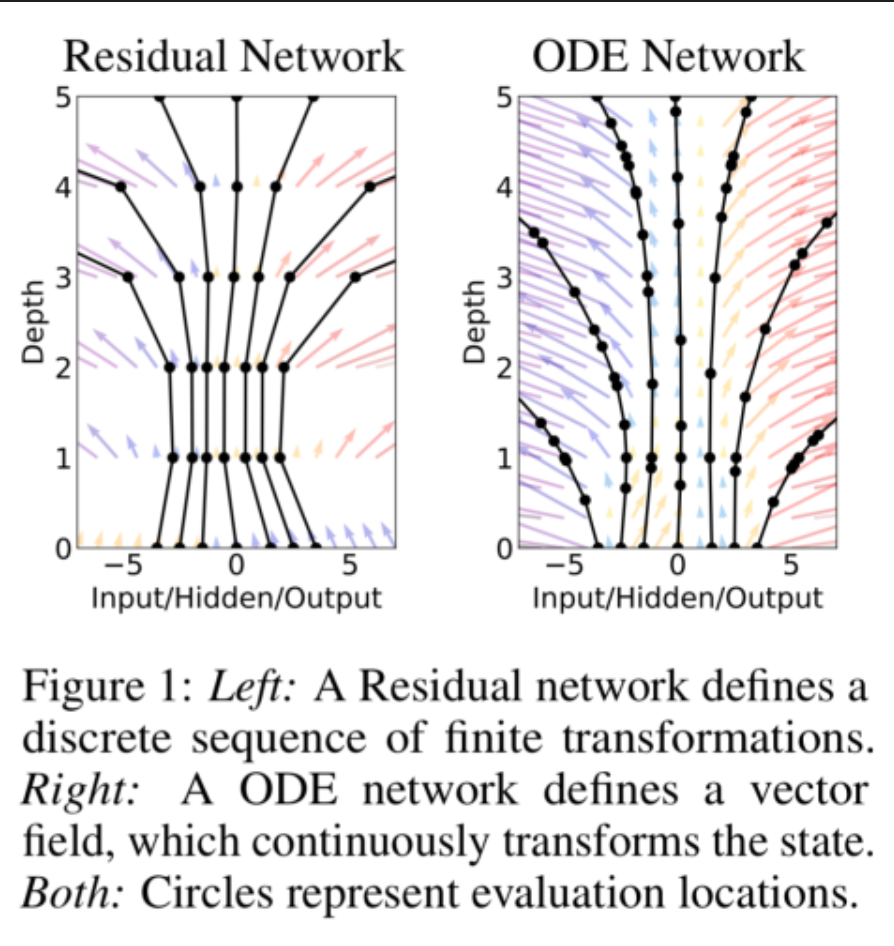 Residual Network
5
4
3
2
1
0
Depth
−5 0 5
Input/Hidden/Output
ODE Network
5
4
3
2
1
0
Depth
−5 0 5
Input/Hidden/Output
Figure 1: Left: A Residual network defines a
discrete sequence of finite transformations.
Right: A ODE network defines a vector
field, which continuously transforms the state.
Both: Circles represent evaluation locations.